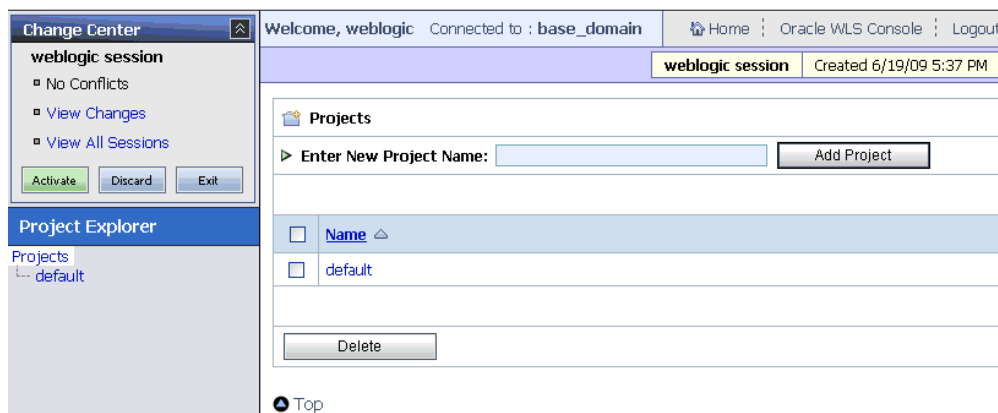 Change Center
weblogic session
No Conflicts
View Changes
View All Sessions
Activate Discard Exit
Project Explorer
Projects
default
Welcome, weblogic Connected to : base_domain Home Oracle WLS Console Logout
weblogic session Created 6/19/09 5:37 PM
Projects
Enter New Project Name: Add Project
Name
default
Delete
Top